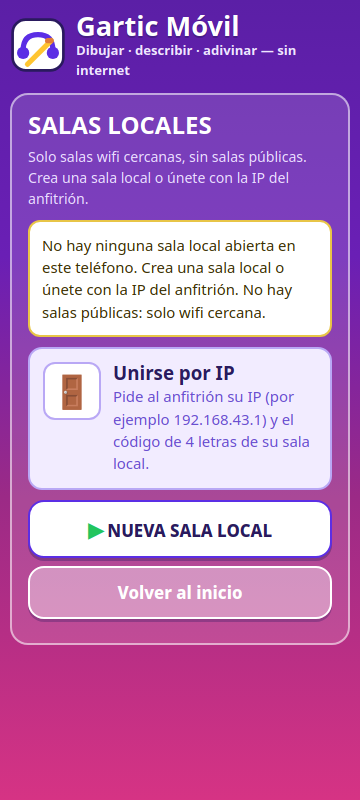 Gartic Móvil
Dibujar · describir · adivinar — sin
internet
SALAS LOCALES
Solo salas wifi cercanas, sin salas públicas.
Crea una sala local o únete con la IP del
anfitrión.
No hay ninguna sala local abierta en
este teléfono. Crea una sala local o
únete con la IP del anfitrión. No hay
salas públicas: solo wifi cercana.
Unirse por IP
Pide al anfitrión su IP (por
ejemplo 192.168.43.1) y el
código de 4 letras de su sala
local.
▶ NUEVA SALA LOCAL
Volver al inicio